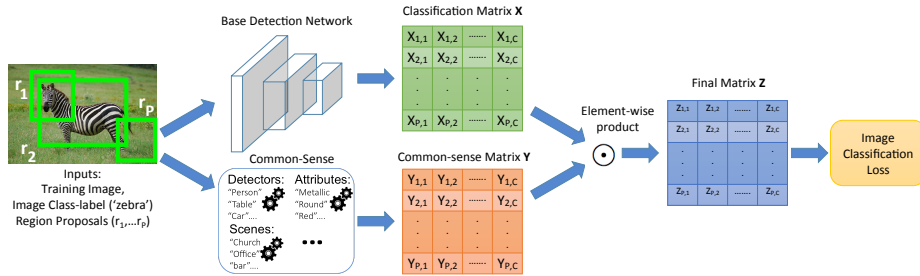 Base Detection Network
Classification Matrix X
X1,1 X1,2 ....... X1,C
X2,1 X2,2 ....... X2,C
. . . .
. . . .
. . . .
XP,1 XP,2 ....... XP,C
r1
rP
r2
Inputs:
Training Image,
Image Class-label ('zebra')
Region Proposals (r1,...rP)
Common-Sense
Detectors: Attributes:
"Person" "Metallic
"Table" "Round"
"Car".... "Red"....
Scenes:
"Church
"Office"
"bar"....
...
Common-sense Matrix Y
Y1,1 Y1,2 ....... Y1,C
Y2,1 Y2,2 ....... Y2,C
. . . .
. . . .
. . . .
YP,1 YP,2 ....... YP,C
Element-wise
product
Final Matrix Z
Z1,1 Z1,2 ....... Z1,C
Z2,1 Z2,2 ....... Z2,C
. . . .
. . . .
. . . .
ZP,1 ZP,2 ....... ZP,C
Image
Classification
Loss